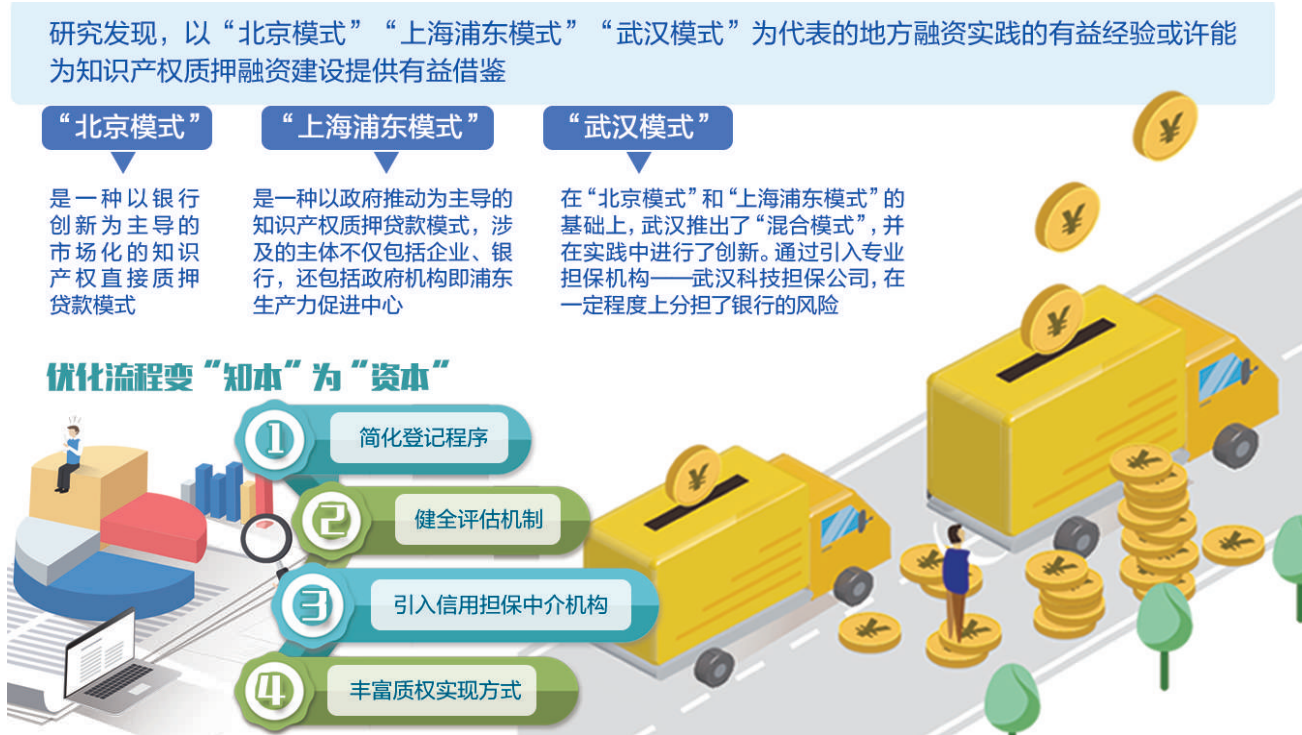 研究发现，以“北京模式”“上海浦东模式”“武汉模式”为代表的地方融资实践的有益经验或许能
为知识产权质押融资建设提供有益借鉴
“北京模式”
是一种以银行
创新为主导的
市场化的知识
产权直接质押
贷款模式
“上海浦东模式”
是一种以政府推动为主导的
知识产权质押贷款模式，涉
及的主体不仅包括企业、银
行，还包括政府机构即浦东
生产力促进中心
“武汉模式”
在“北京模式”和“上海浦东模式”的
基础上，武汉推出了“混合模式”，并
在实践中进行了创新。通过引入专业
担保机构——武汉科技担保公司，在
一定程度上分担了银行的风险
优化流程变“知本”为“资本”
1 简化登记程序
2 健全评估机制
3 引入信用担保中介机构
4 丰富质权实现方式
¥
¥
¥
¥
¥
¥
¥
¥
¥
¥
¥
¥